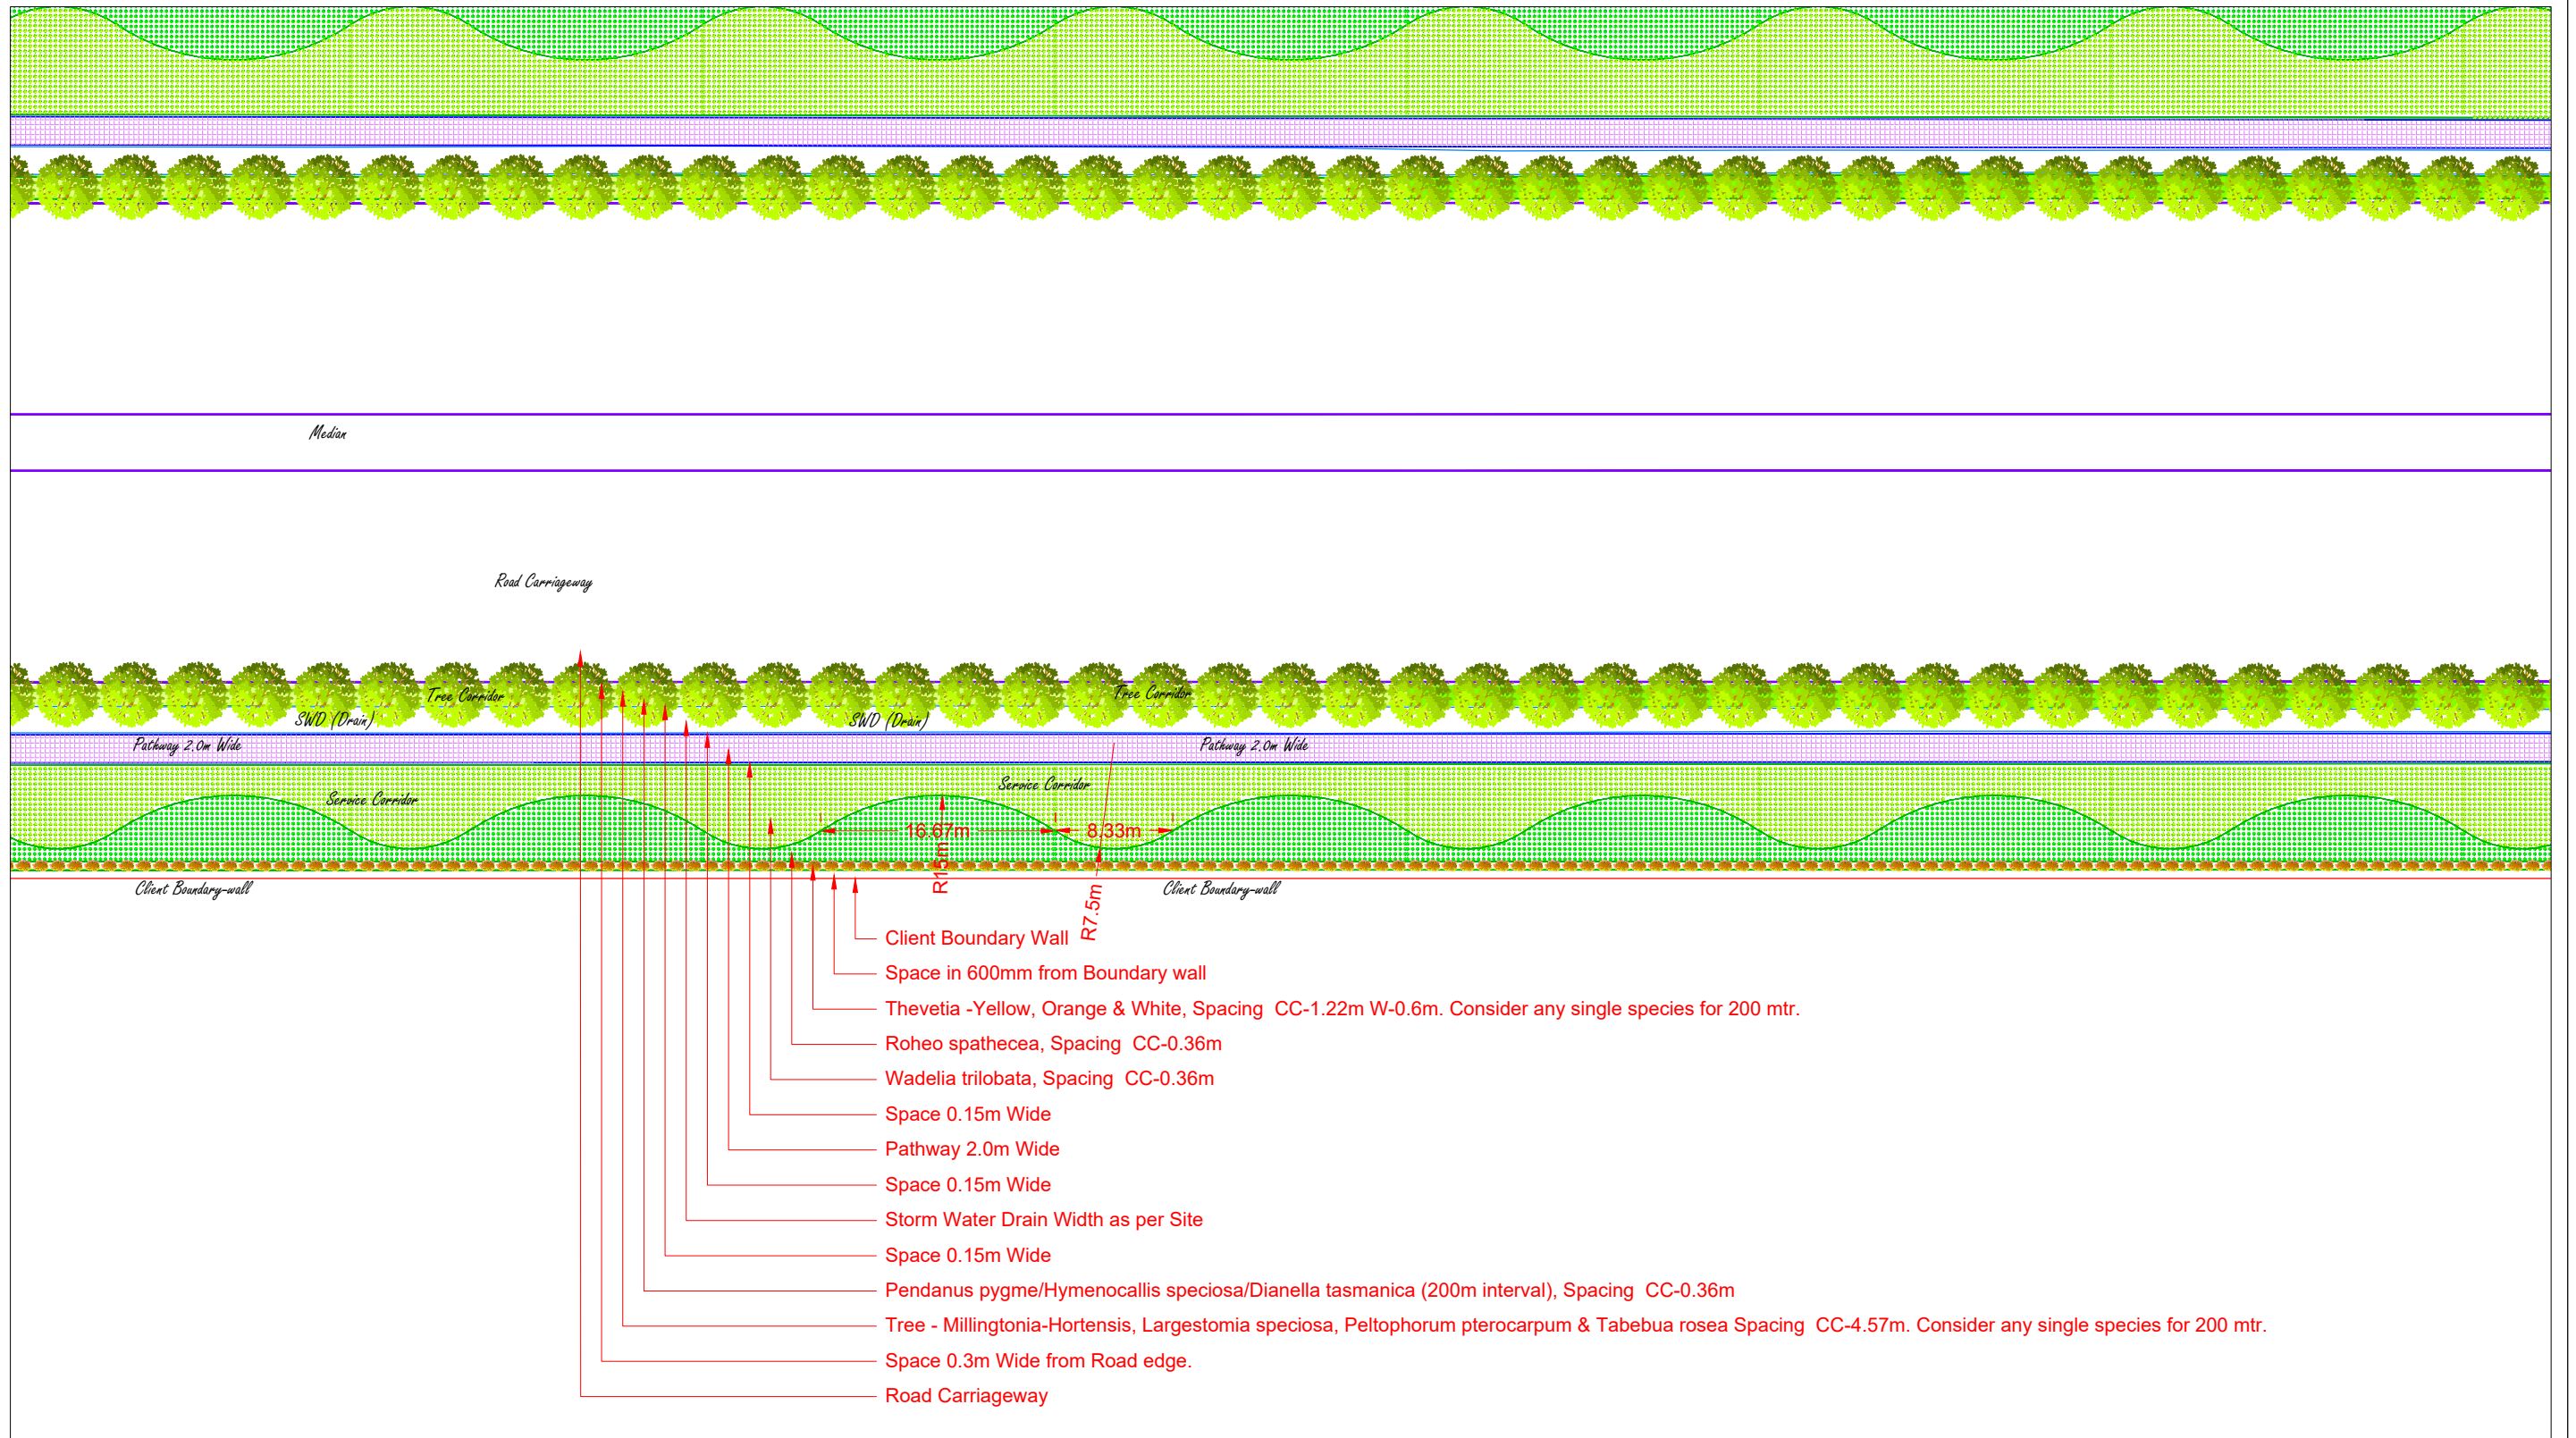 Median
Road Carriageway
Tree Corridor
Tree Corridor
SWD (Drain)
SWD (Drain)
Pathway 2.0m Wide
Pathway 2.0m Wide
Service Corridor
Service Corridor
16.67m
8.33m
R15m
R7.5m
Client Boundary-wall
Client Boundary-wall
Client Boundary Wall
Space in 600mm from Boundary wall
Thevetia -Yellow, Orange & White, Spacing CC-1.22m W-0.6m. Consider any single species for 200 mtr.
Roheo spathecea, Spacing CC-0.36m
Wadelia trilobata, Spacing CC-0.36m
Space 0.15m Wide
Pathway 2.0m Wide
Space 0.15m Wide
Storm Water Drain Width as per Site
Space 0.15m Wide
Pendanus pygme/Hymenocallis speciosa/Dianella tasmanica (200m interval), Spacing CC-0.36m
Tree - Millingtonia-Hortensis, Largestomia speciosa, Peltophorum pterocarpum & Tabebua rosea Spacing CC-4.57m. Consider any single species for 200 mtr.
Space 0.3m Wide from Road edge.
Road Carriageway